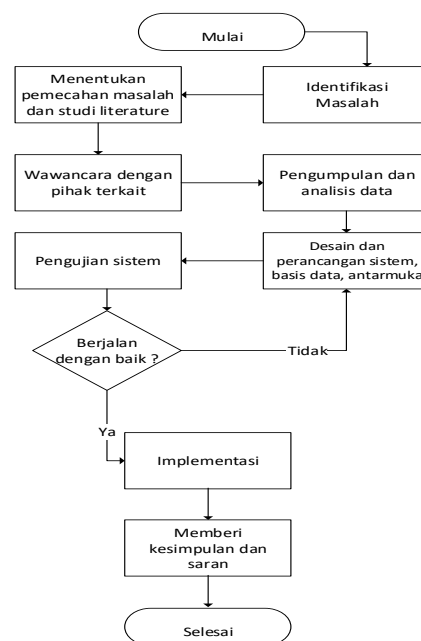 Mulai
Identifikasi
Masalah
Menentukan
pemecahan masalah
dan studi literature
Wawancara dengan
pihak terkait
Pengumpulan dan
analisis data
Desain dan
perancangan sistem,
basis data, antarmuka
Pengujian sistem
Berjalan
dengan baik ?
Tidak
Ya
Implementasi
Memberi
kesimpulan dan
saran
Selesai